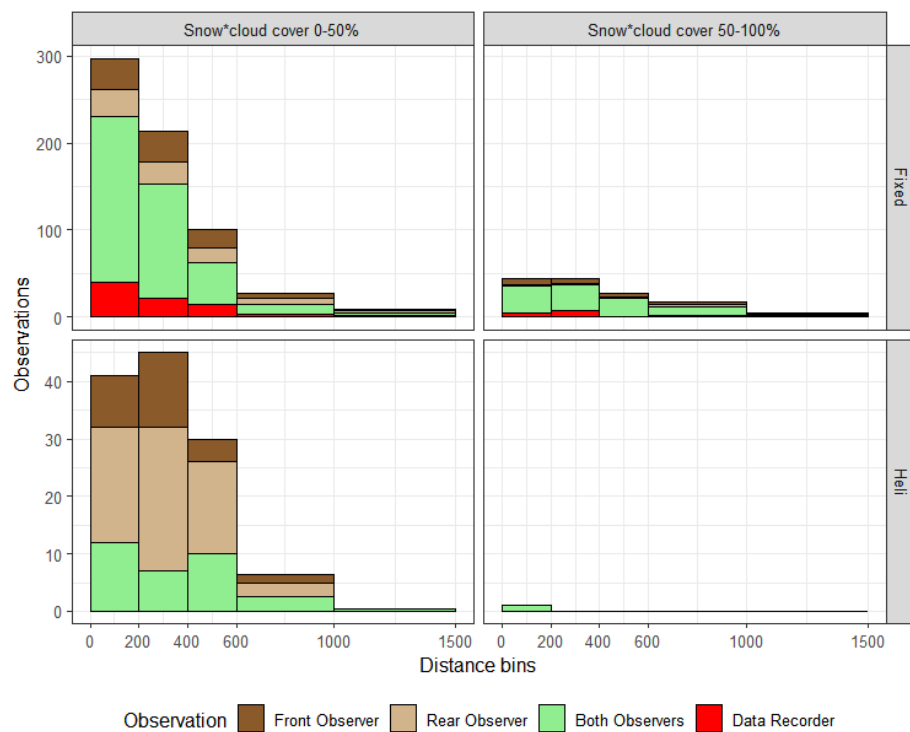 Snow*cloud cover 0-50% Snow*cloud cover 50-100%
300
200
100
0
Fixed
Observations
40
30
20
10
0
Heli
0 200 400 600 1000 1500 0 200 400 600 1000 1500
Distance bins
Observation Front Observer Rear Observer Both Observers Data Recorder